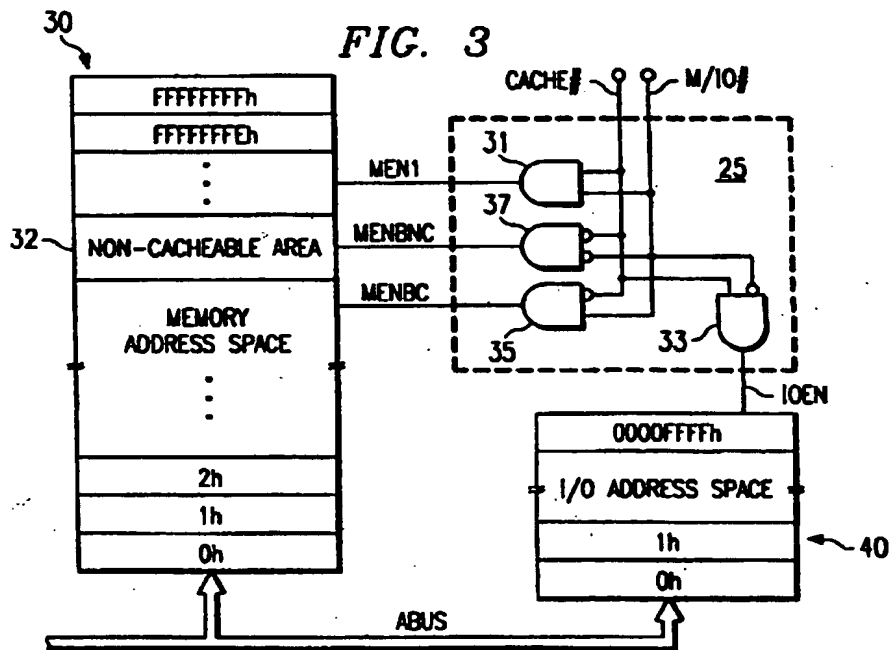 FIG. 3
30
FFFFFFFFh
FFFFFFFEh
32
NON-CACHEABLE AREA
MEMORY
ADDRESS SPACE
2h
1h
0h
CACHE#
M/IO#
25
31
MEN1
37
MENBNC
MENBC
35
33
IOEN
0000FFFFh
I/O ADDRESS SPACE
1h
0h
40
ABUS